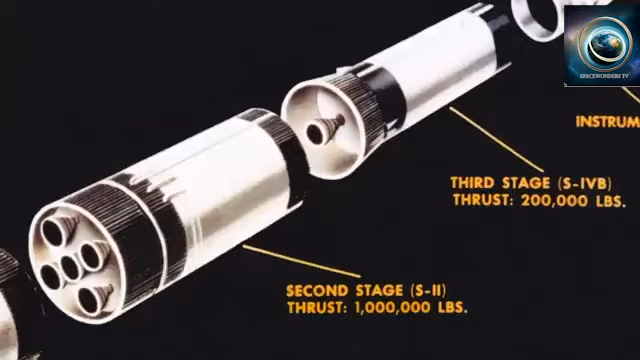 SPACEWONDERS TV
INSTRUM
THIRD STAGE (S-IVB)
THRUST: 200,000 LBS.
SECOND STAGE (S-II)
THRUST: 1,000,000 LBS.